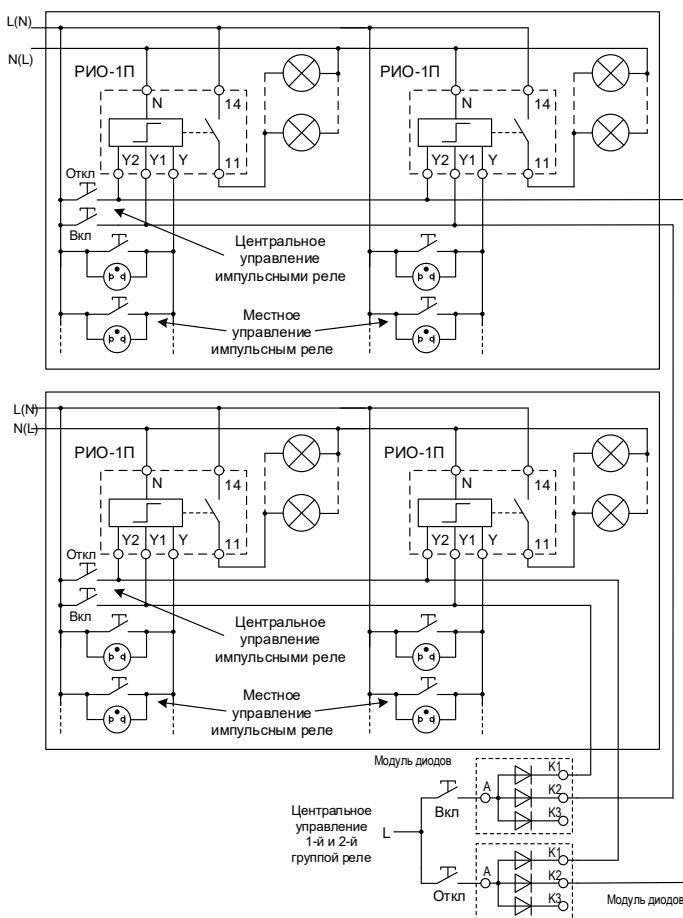 L(N)
N(L)
РИО-1П
РИО-1П
N
14
N
14
Y2
Y1
Y
11
Y2
Y1
Y
11
Откл
Вкл
Центральное
управление
импульсными реле
Местное
управление
импульсным реле
L(N)
N(L)
РИО-1П
РИО-1П
N
14
N
14
Y2
Y1
Y
11
Y2
Y1
Y
11
Откл
Вкл
Центральное
управление
импульсными реле
Местное
управление
импульсным реле
Модуль диодов
Центральное
управление
1-й и 2-й
группой реле
L
Вкл
A
K1
K2
K3
Откл
A
K1
K2
K3
Модуль диодов